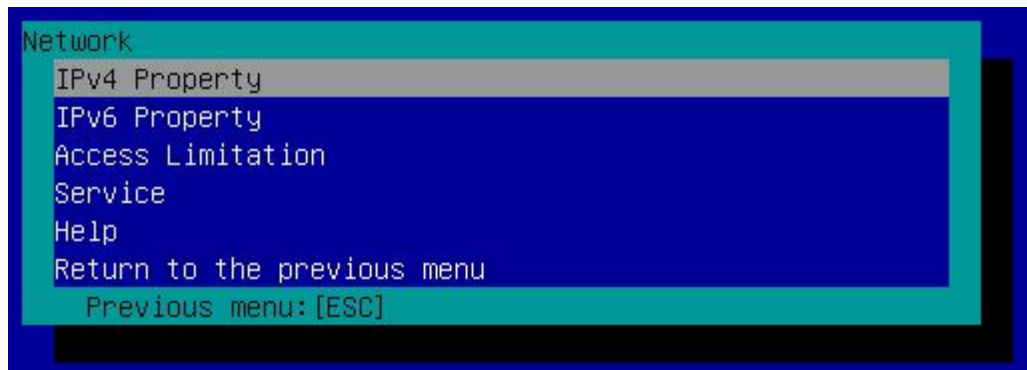 Network
IPv4 Property
IPv6 Property
Access Limitation
Service
Help
Return to the previous menu
Previous menu:[ESC]